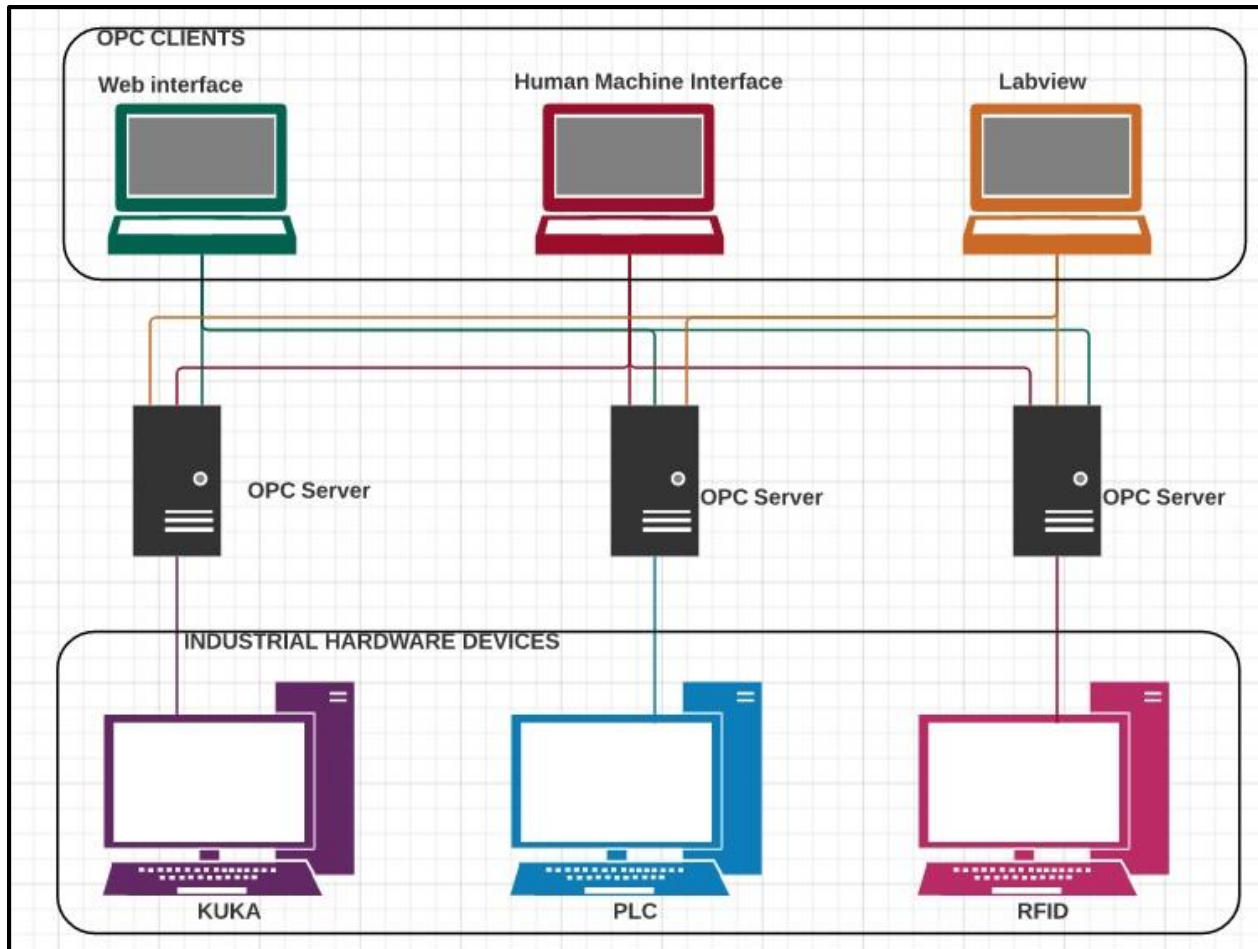 OPC CLIENTS
Web interface
Human Machine Interface
Labview
OPC Server
OPC Server
OPC Server
INDUSTRIAL HARDWARE DEVICES
KUKA
PLC
RFID